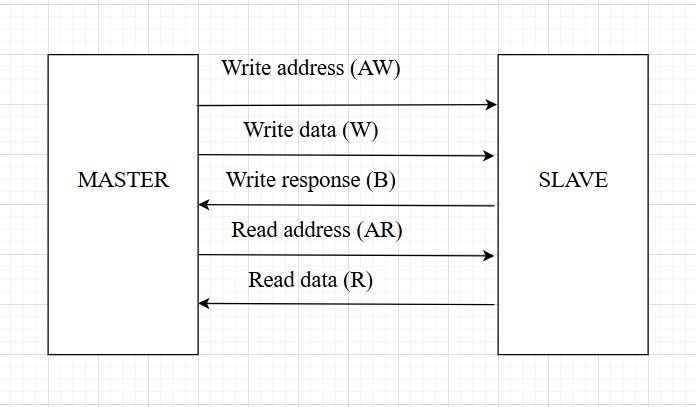 Write address (AW)
Write data (W)
MASTER
Write response (B)
SLAVE
Read address (AR)
Read data (R)